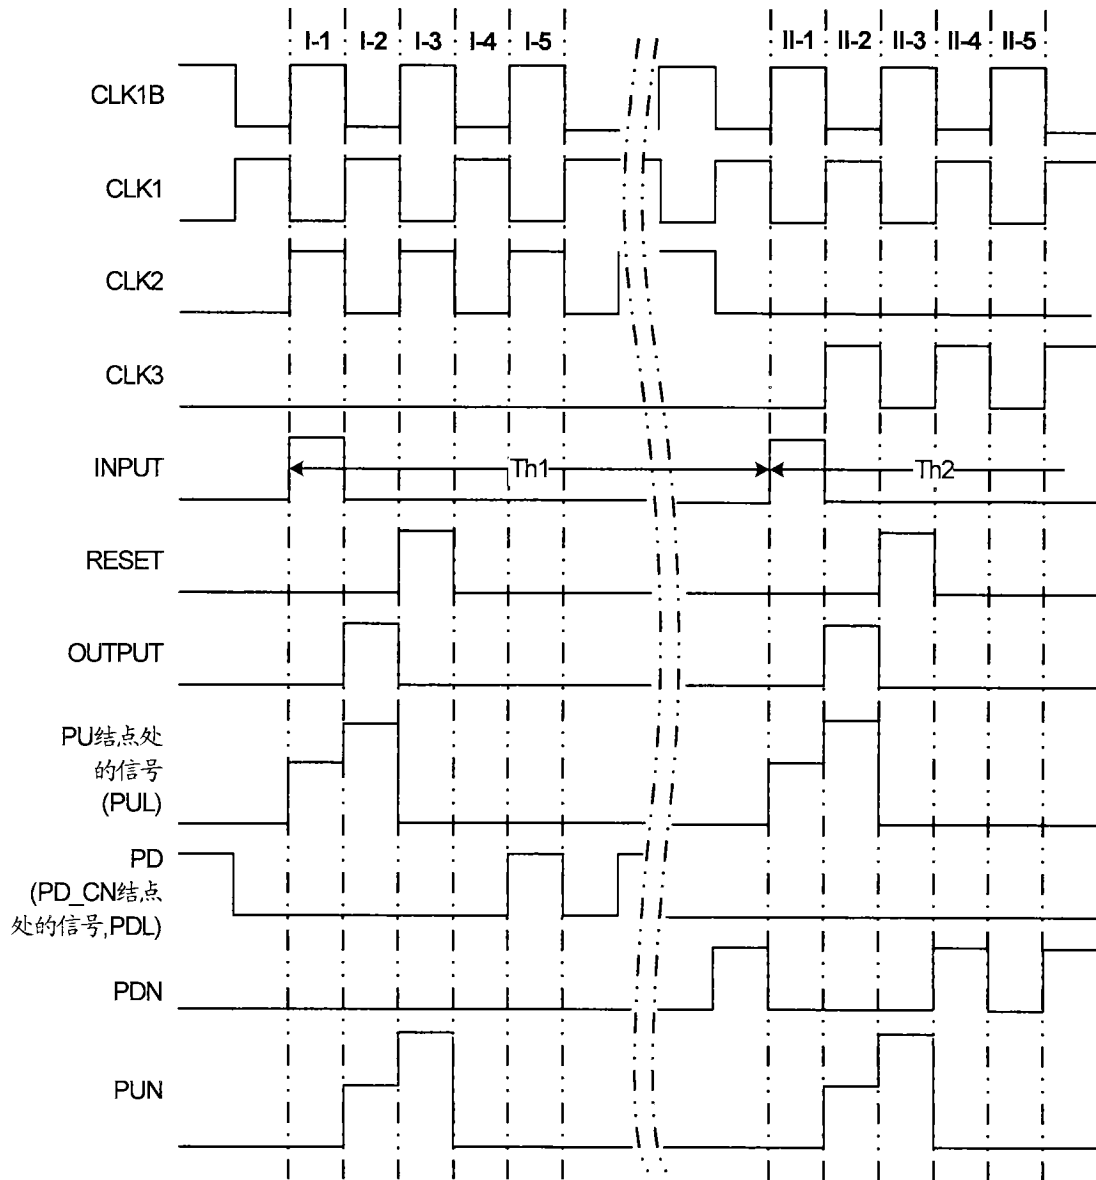 I-1 I-2 I-3 I-4 I-5 II-1 II-2 II-3 II-4 II-5
CLK1B
CLK1
CLK2
CLK3
INPUT
Th1 Th2
RESET
OUTPUT
PU结点处
的信号
(PUL)
PD
(PD_CN结点
处的信号,PDL)
PDN
PUN